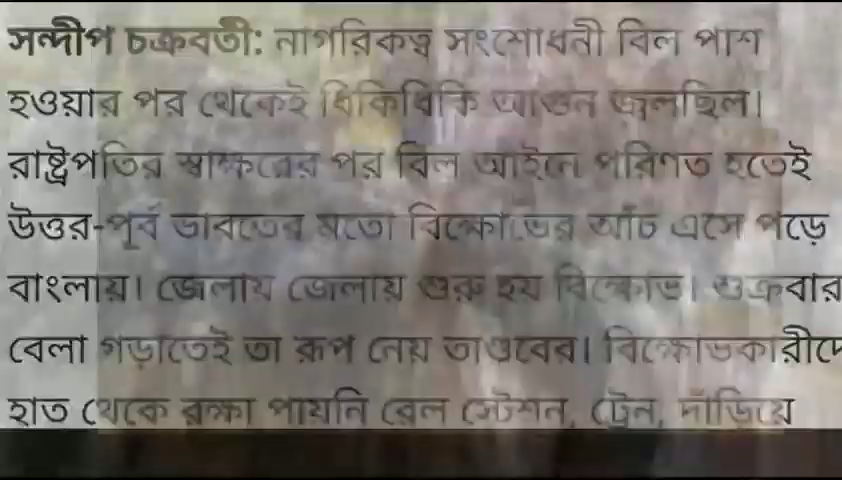 সন্দীপ চক্রবর্তী: নাগরিকত্ব সংশোধনী বিল পাশ
হওয়ার পর থেকেই ধিকিধিকি আগুন জ্বলছিল।
রাষ্ট্রপতির স্বাক্ষরের পর বিল আইনে পরিণত হতেই
উত্তর-পূর্ব ভারতের মতো বিক্ষোভের আঁচ এসে পড়ে
বাংলায়। জেলায় জেলায় শুরু হয় বিক্ষোভ। শুক্রবার
বেলা গড়াতেই তা রূপ নেয় তাণ্ডবের। বিক্ষোভকারীদে
হাত থেকে রক্ষা পায়নি রেল স্টেশন, ট্রেন, দাঁড়িয়ে